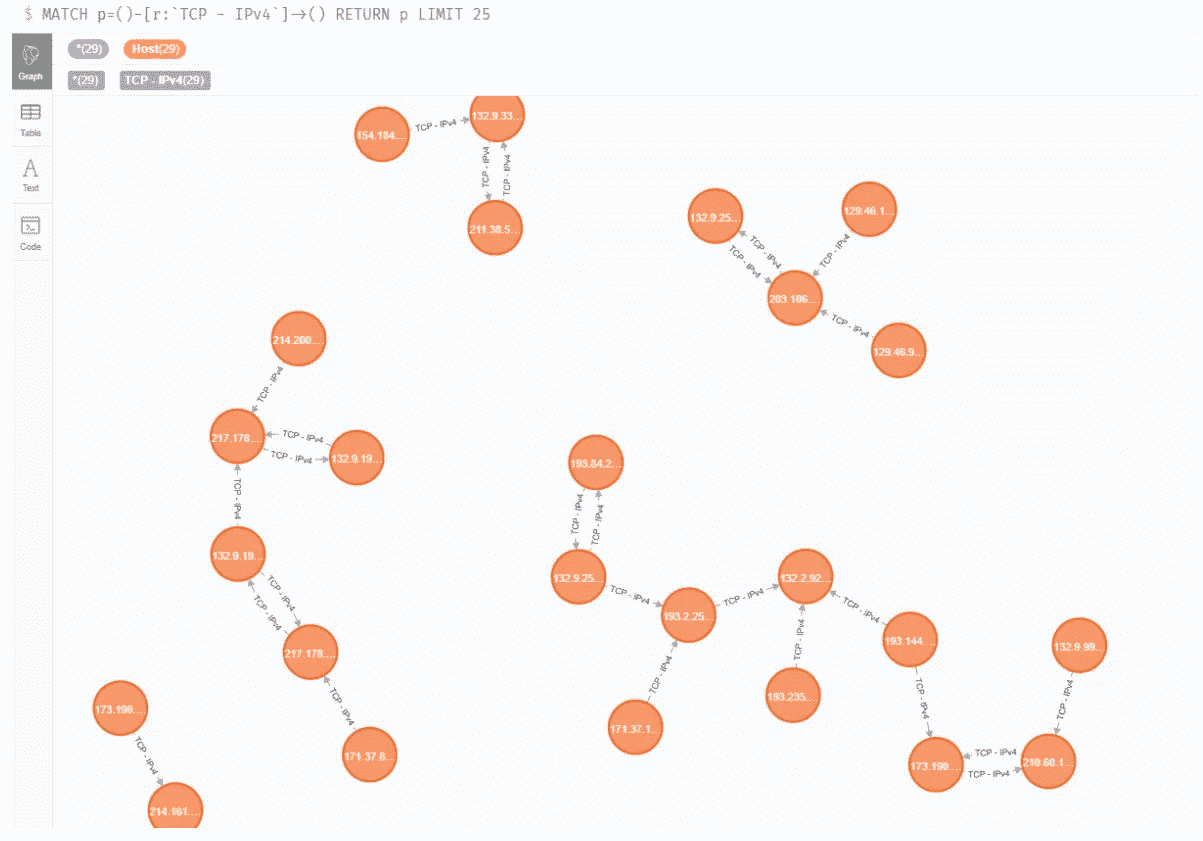 $ MATCH p=()-[r:`TCP - IPv4`]→() RETURN p LIMIT 25
*(29) Host(29)
*(29) TCP - IPv4(29)
Graph
Table
A
Text
Code
154.184....
TCP - IPv4
132.9.33...
TCP - IPv4
TCP - IPv4
211.38.5...
132.9.25...
129.46.1...
TCP - IPv4
TCP - IPv4
TCP - IPv4
203.106....
TCP - IPv4
129.46.9...
214.200....
TCP - IPv4
217.178....
TCP - IPv4
TCP - IPv4
132.9.19...
TCP - IPv4
132.9.19...
TCP - IPv4
TCP - IPv4
217.178....
TCP - IPv4
171.37.8...
173.190....
TCP - IPv4
214.161....
193.84.2...
TCP - IPv4
TCP - IPv4
132.9.25...
TCP - IPv4
193.2.25...
TCP - IPv4
132.2.92...
TCP - IPv4
171.37.1...
TCP - IPv4
193.235....
TCP - IPv4
193.144....
TCP - IPv4
173.190....
TCP - IPv4
TCP - IPv4
210.60.1...
TCP - IPv4
132.9.99...